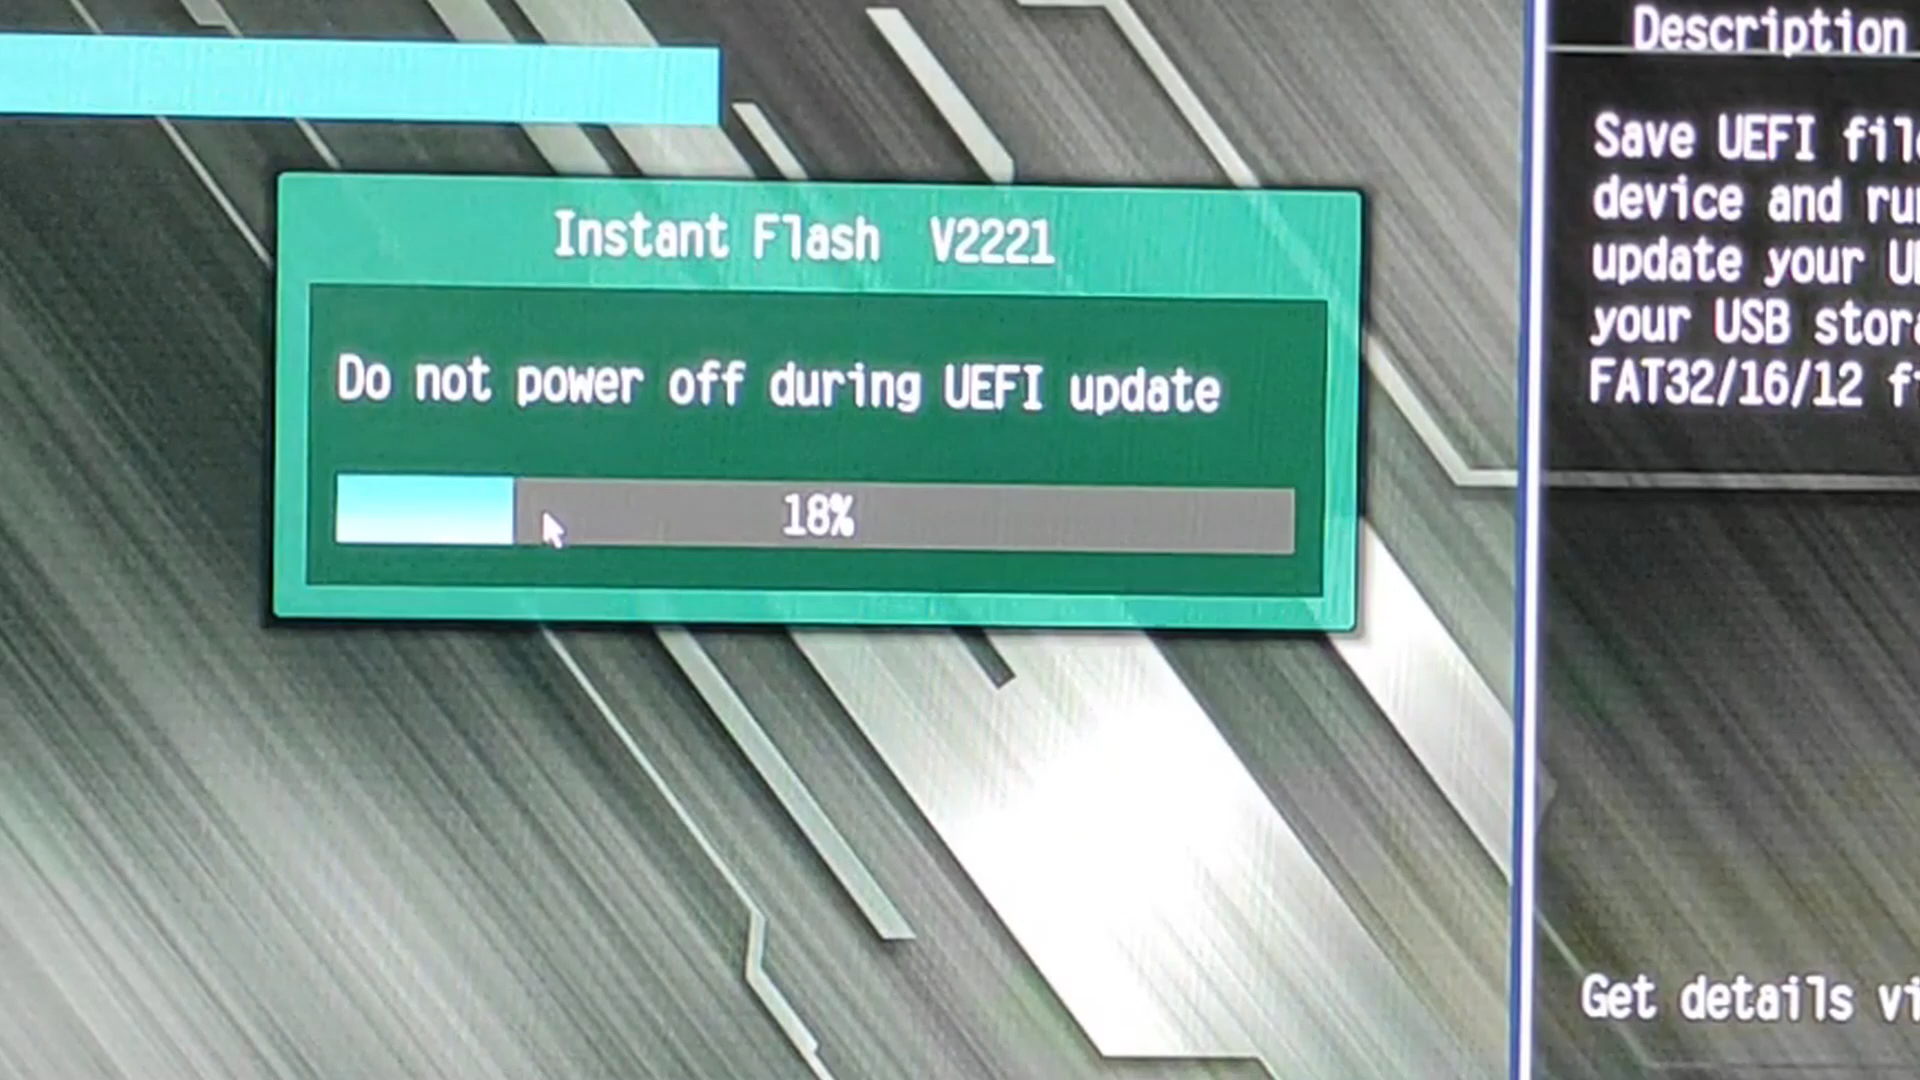 Description
Save UEFI
device and
update your
your USB
FAT32/16/12
Instant Flash V2221
Do not power off during UEFI update
18%
Get details